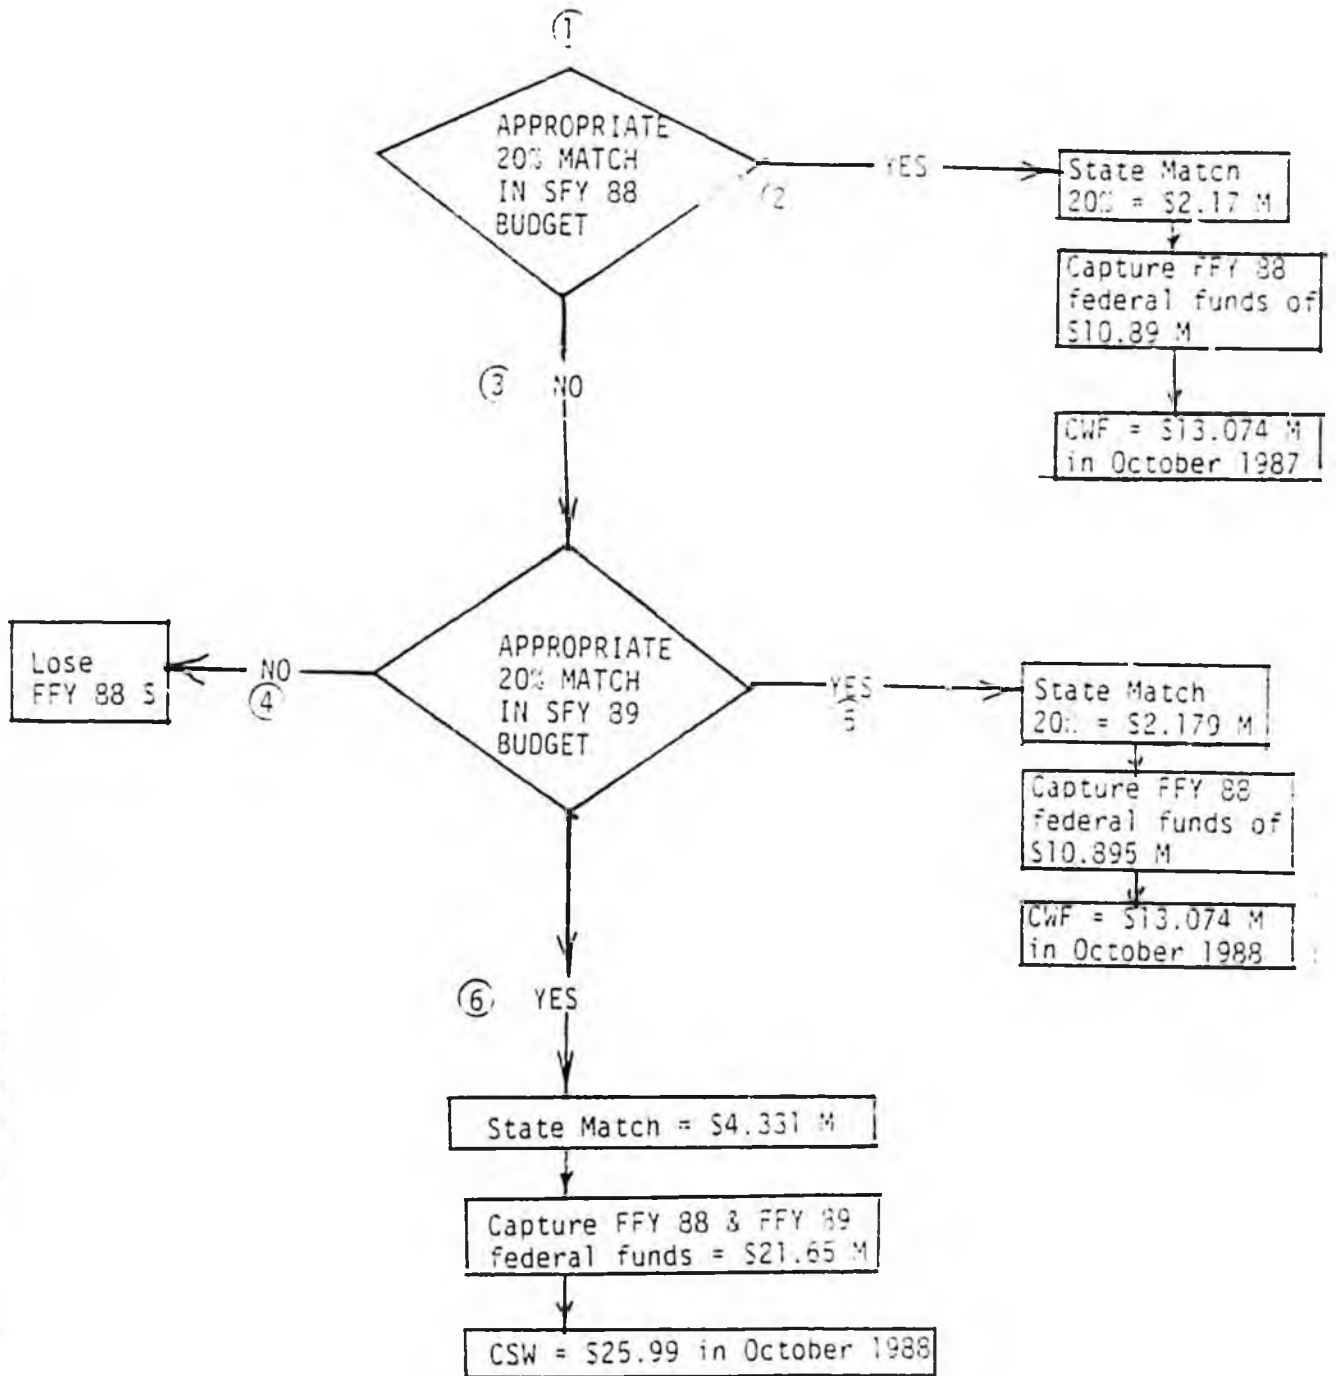 ①
APPROPRIATE
20% MATCH
IN SFY 88
BUDGET
(2
YES
State Match
20% = $2.17 M
Capture FFY 88
federal funds of
$10.89 M
CWF = $13.074 M
in October 1987
③ NO
APPROPRIATE
20% MATCH
IN SFY 89
BUDGET
NO
④
Lose
FFY 88 $
YES
5
State Match
20% = $2.179 M
Capture FFY 88
federal funds of
$10.895 M
CWF = $13.074 M
in October 1988
⑥ YES
State Match = $4.331 M
Capture FFY 88 & FFY 89
federal funds = $21.65 M
CSW = $25.99 in October 1988